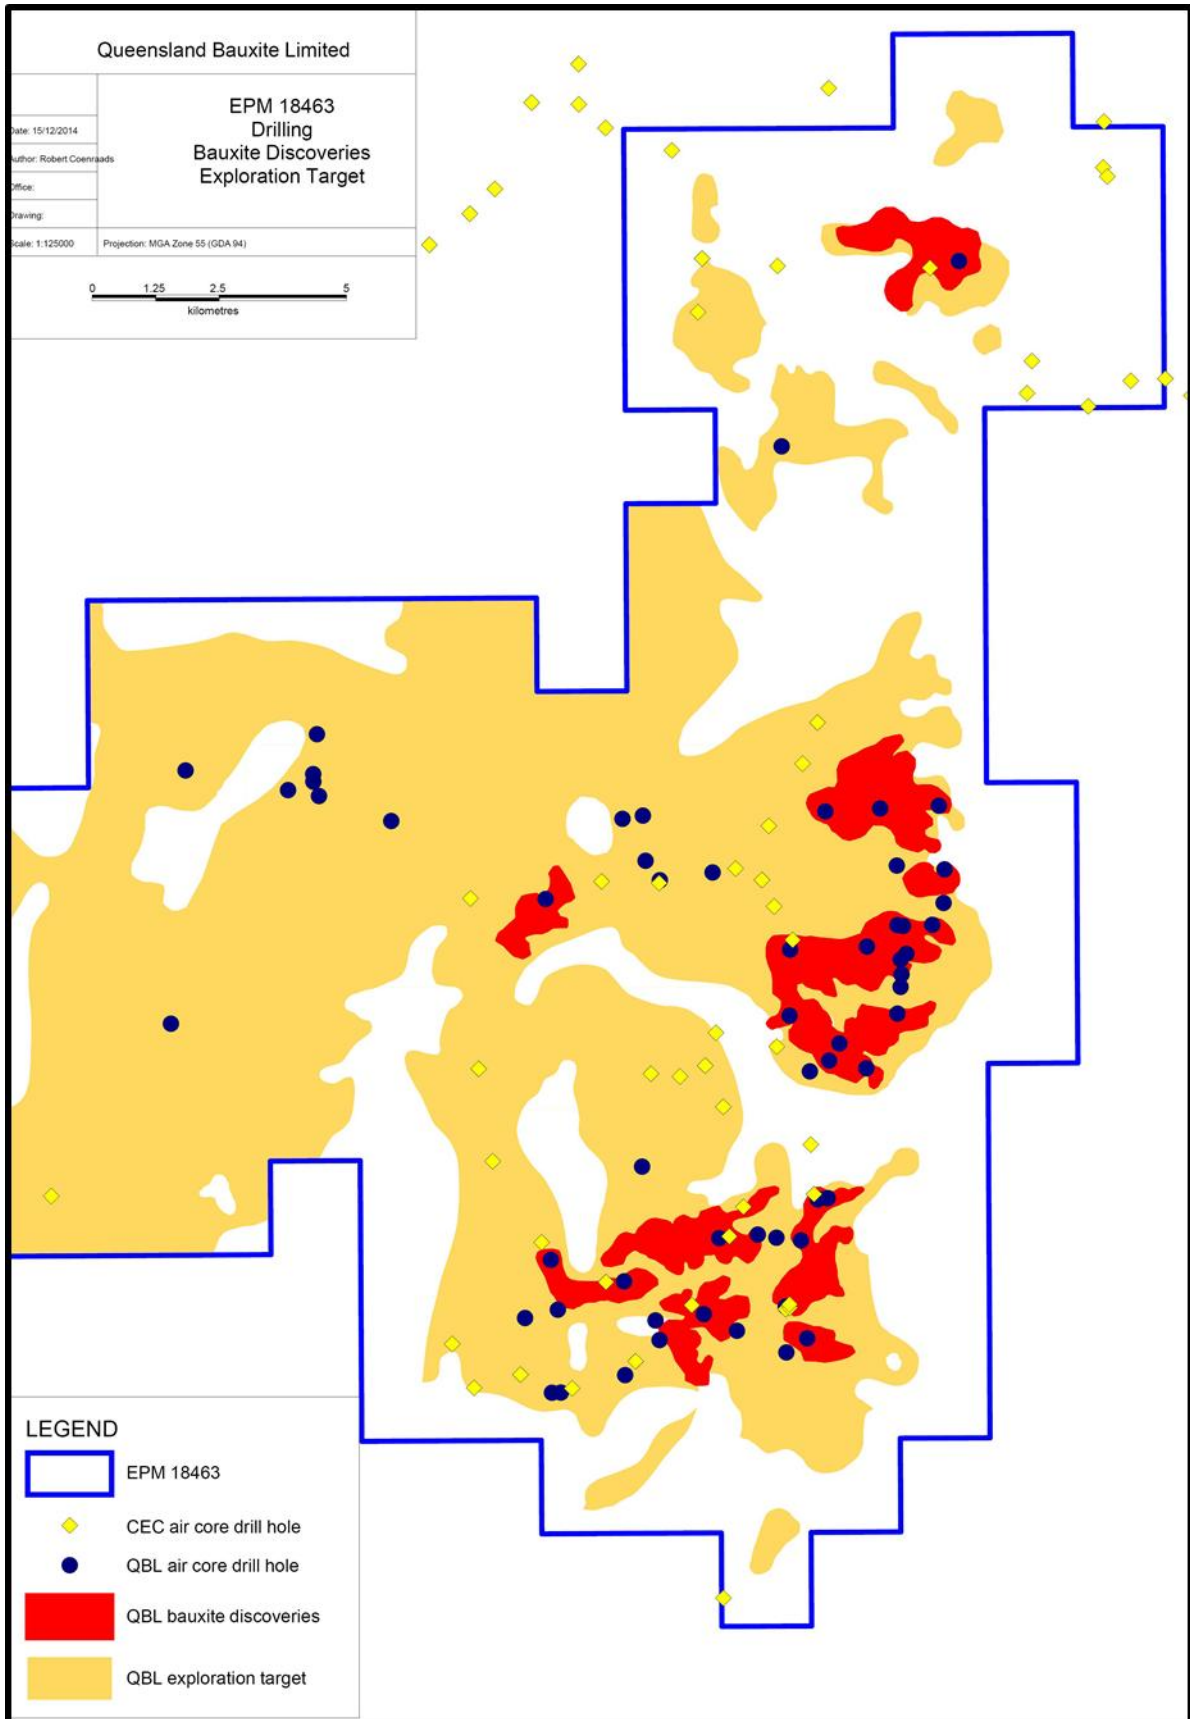 Queensland Bauxite Limited
EPM 18463
Drilling
Bauxite Discoveries
Exploration Target
Date: 15/12/2014
Author: Robert Coenraads
Office:
Drawing:
Scale: 1:125000
Projection: MGA Zone 55 (GDA 94)
0 1.25 2.5 5
kilometres
LEGEND
EPM 18463
CEC air core drill hole
QBL air core drill hole
QBL bauxite discoveries
QBL exploration target